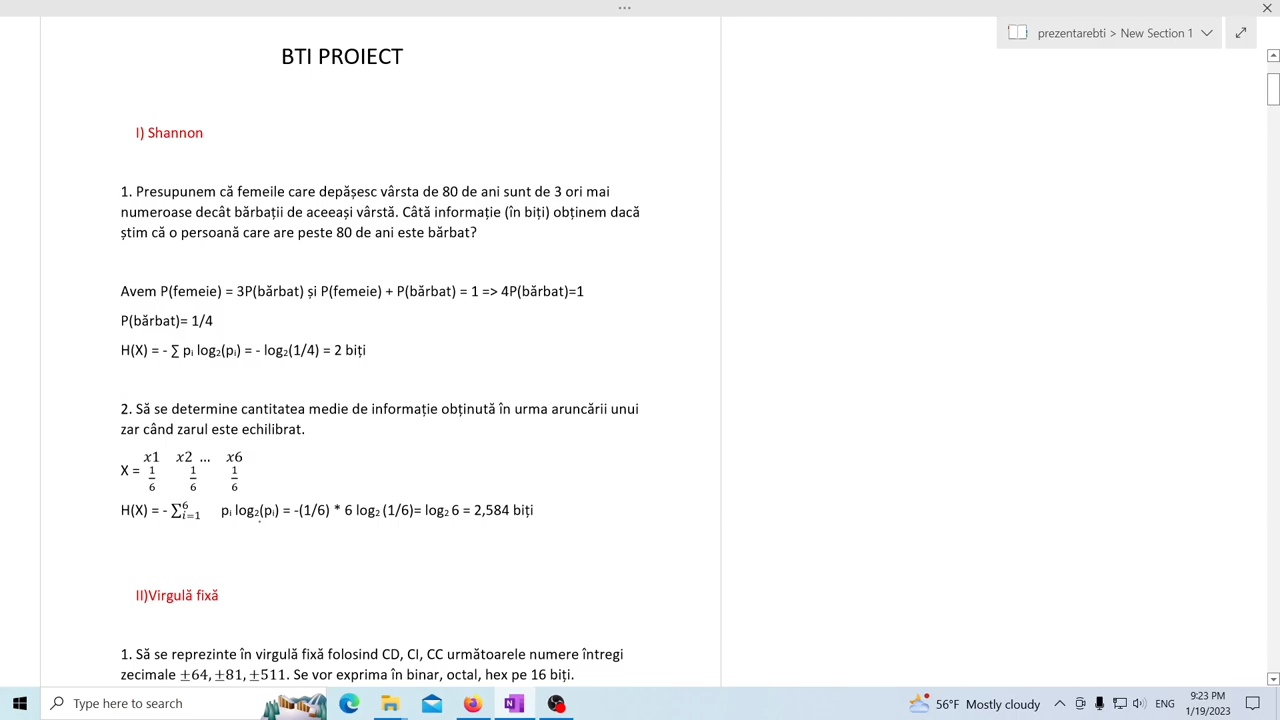 prezentarebti > New Section 1
BTI PROIECT
I) Shannon
1. Presupunem că femeile care depășesc vârsta de 80 de ani sunt de 3 ori mai
numeroase decât bărbații de aceeași vârstă. Câtă informație (în biți) obținem dacă
știm că o persoană care are peste 80 de ani este bărbat?
Avem P(femeie) = 3P(bărbat) și P(femeie) + P(bărbat) = 1 => 4P(bărbat)=1
P(bărbat)= 1/4
H(X) = - ∑ pᵢ log₂(pᵢ) = - log₂(1/4) = 2 biți
2. Să se determine cantitatea medie de informație obținută în urma aruncării unui
zar când zarul este echilibrat.
x1 x2 ... x6
X = 1/6 1/6 1/6
H(X) = - ∑_{i=1}^{6} pᵢ log₂(pᵢ) = -(1/6) * 6 log₂ (1/6)= log₂ 6 = 2,584 biți
II)Virgulă fixă
1. Să se reprezinte în virgulă fixă folosind CD, CI, CC următoarele numere întregi
zecimale ±64, ±81, ±511. Se vor exprima în binar, octal, hex pe 16 biți.
Type here to search
56°F Mostly cloudy
ENG
9:23 PM
1/19/2023